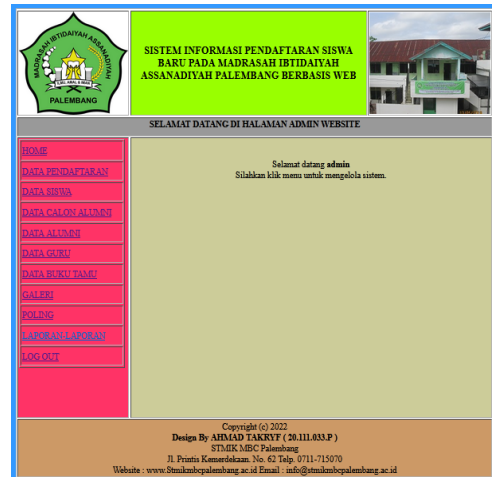 MADRASAH IBTIDAIYAH ASSANADIYAH
ILMU, AMAL & IMAN
PALEMBANG
SISTEM INFORMASI PENDAFTARAN SISWA
BARU PADA MADRASAH IBTIDAIYAH
ASSANADIYAH PALEMBANG BERBASIS WEB
SELAMAT DATANG DI HALAMAN ADMIN WEBSITE
HOME
DATA PENDAFTARAN
DATA SISWA
DATA CALON ALUMNI
DATA ALUMNI
DATA GURU
DATA BUKU TAMU
GALERI
POLING
LAPORAN-LAPORAN
LOG OUT
Selamat datang admin
Silahkan klik menu untuk mengelola sistem.
Copyright (c) 2022
Design By AHMAD TAKRYF ( 20.111.033.P )
STMIK MBC Palembang
Jl. Printis Kemerdekaan. No. 62 Telp. 0711-715070
Website : www.Stmikmbcpalembang.ac.id Email : info@stmikmbcpalembang.ac.id